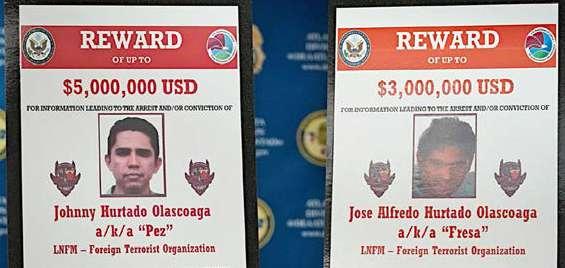 REWARD
OF UP TO
$5,000,000 USD
FOR INFORMATION LEADING TO THE ARREST AND/OR CONVICTION OF
Johnny Hurtado Olascoaga
a/k/a "Pez"
LNFM – Foreign Terrorist Organization
REWARD
OF UP TO
$3,000,000 USD
FOR INFORMATION LEADING TO THE ARREST AND/OR CONVICTION OF
Jose Alfredo Hurtado Olascoaga
a/k/a "Fresa"
LNFM – Foreign Terrorist Organization